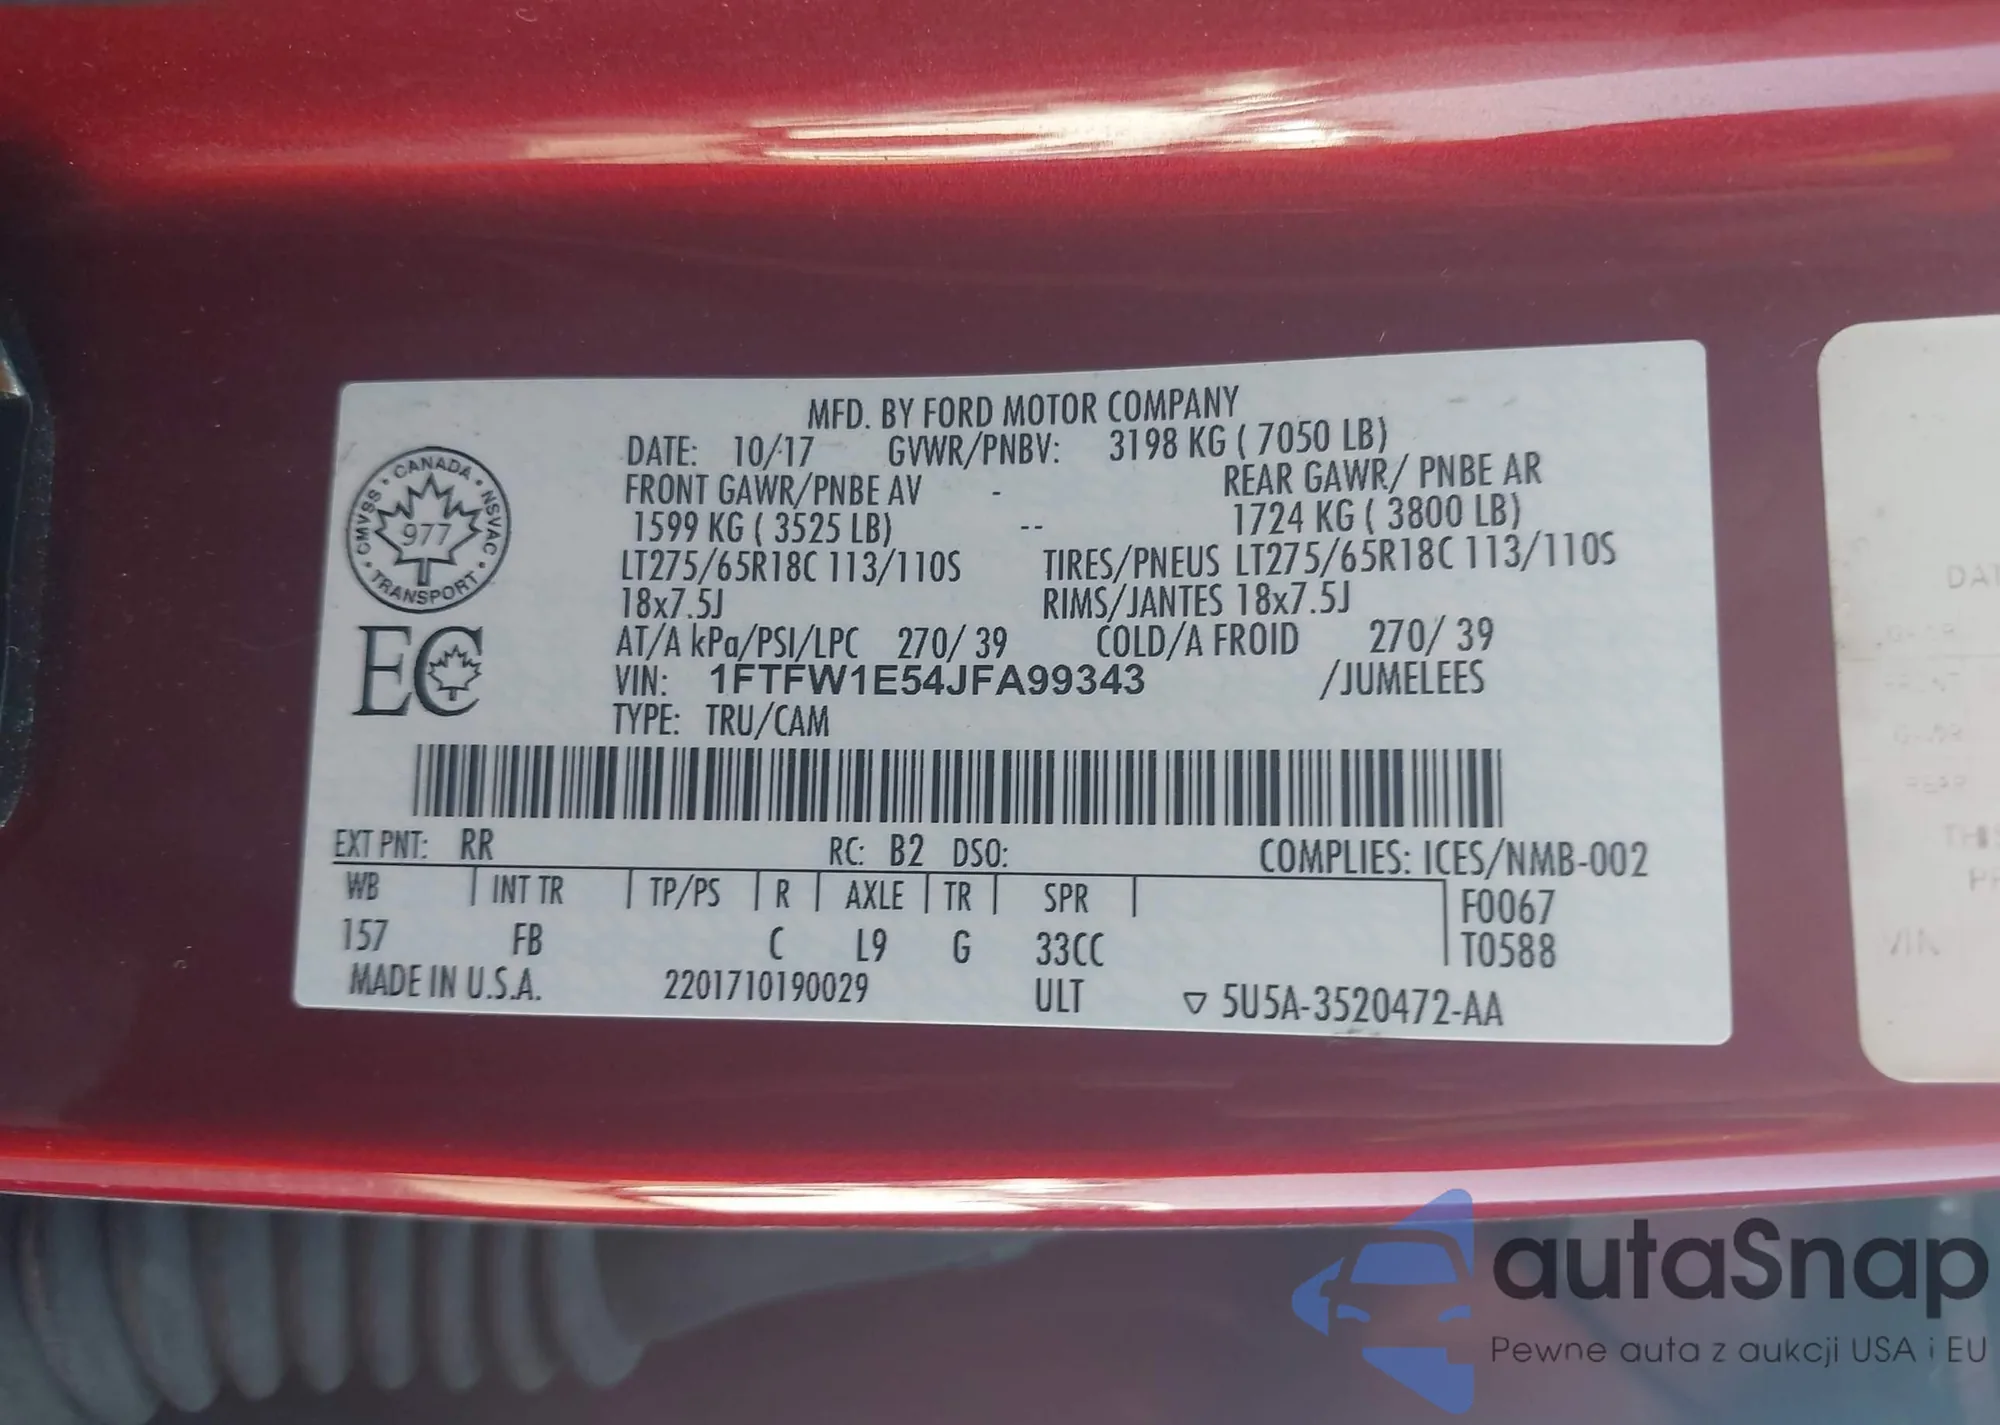 MFD. BY FORD MOTOR COMPANY
DATE: 10/17 GVWR/PNBV: 3198 KG ( 7050 LB)
FRONT GAWR/PNBE AV - REAR GAWR/ PNBE AR
1599 KG ( 3525 LB) -- 1724 KG ( 3800 LB)
LT275/65R18C 113/110S TIRES/PNEUS LT275/65R18C 113/110S
18x7.5J RIMS/JANTES 18x7.5J
AT/A kPa/PSI/LPC 270/ 39 COLD/A FROID 270/ 39
VIN: 1FTFW1E54JFA99343 /JUMELEES
TYPE: TRU/CAM
CANADA
CMVSS · NSVAC
977
TRANSPORT
EC
EXT PNT: RR RC: B2 DSO: COMPLIES: ICES/NMB-002
WB | INT TR | TP/PS | R | AXLE | TR | SPR | F0067
157 FB C L9 G 33CC T0588
MADE IN U.S.A. 2201710190029 ULT ▽ 5U5A-3520472-AA
DAT
VIN
autaSnap
Pewne auta z aukcji USA i EU